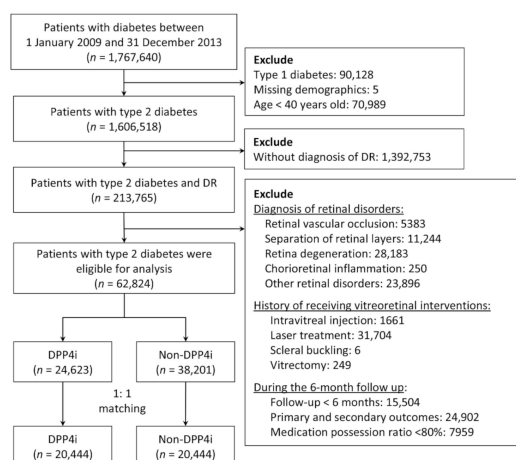 Patients with diabetes between
1 January 2009 and 31 December 2013
(n = 1,767,640)
Exclude
Type 1 diabetes: 90,128
Missing demographics: 5
Age < 40 years old: 70,989
Patients with type 2 diabetes
(n = 1,606,518)
Exclude
Without diagnosis of DR: 1,392,753
Patients with type 2 diabetes and DR
(n = 213,765)
Exclude
Diagnosis of retinal disorders:
Retinal vascular occlusion: 5383
Separation of retinal layers: 11,244
Retina degeneration: 28,183
Chorioretinal inflammation: 250
Other retinal disorders: 23,896
History of receiving vitreoretinal interventions:
Intravitreal injection: 1661
Laser treatment: 31,704
Scleral buckling: 6
Vitrectomy: 249
During the 6-month follow up:
Follow-up < 6 months: 15,504
Primary and secondary outcomes: 24,902
Medication possession ratio <80%: 7959
Patients with type 2 diabetes were
eligible for analysis
(n = 62,824)
DPP4i
(n = 24,623)
Non-DPP4i
(n = 38,201)
1: 1
matching
DPP4i
(n = 20,444)
Non-DPP4i
(n = 20,444)